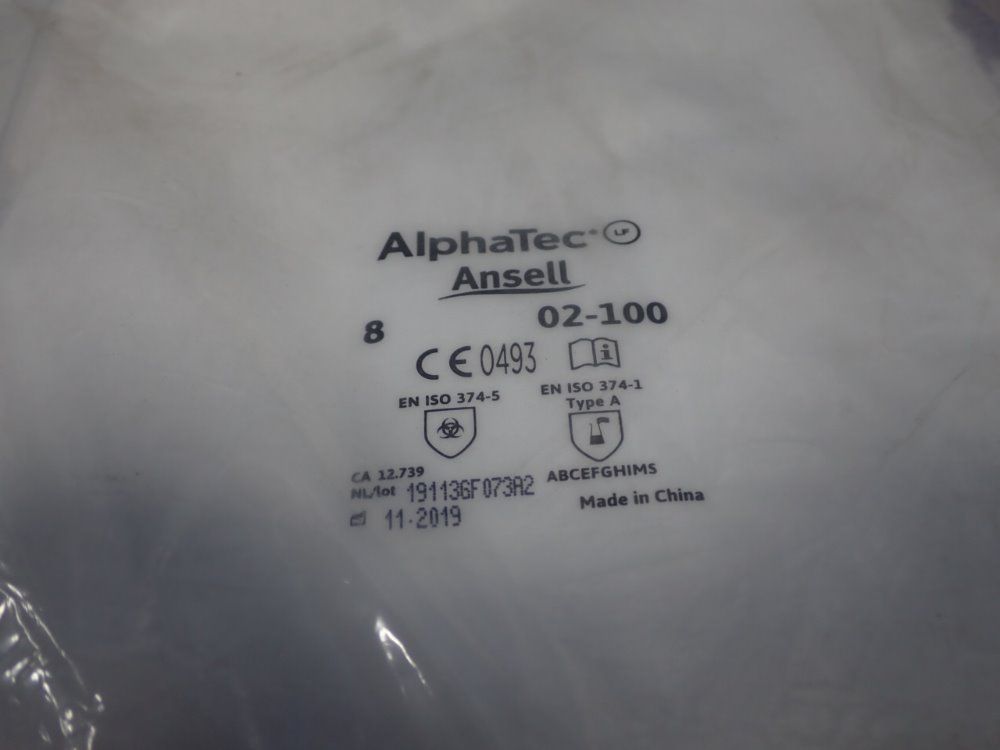 AlphaTec® LF
Ansell
8 02-100
CE 0493
EN ISO 374-5 EN ISO 374-1
Type A
CA 12.739 ABCEFGHIMS
NL/lot 191136F073A2 Made in China
11-2019